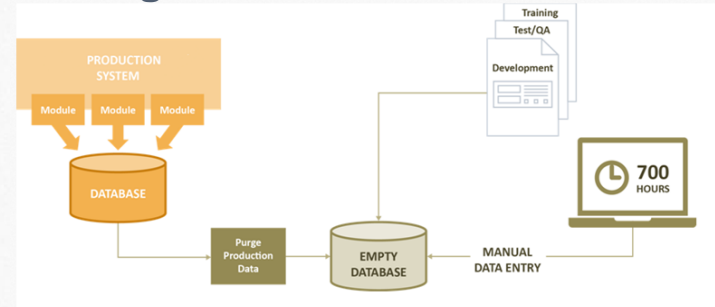 PRODUCTION
SYSTEM
Module Module Module
DATABASE
Training
Test/QA
Development
700
HOURS
Purge
Production
Data
EMPTY
DATABASE
MANUAL
DATA ENTRY